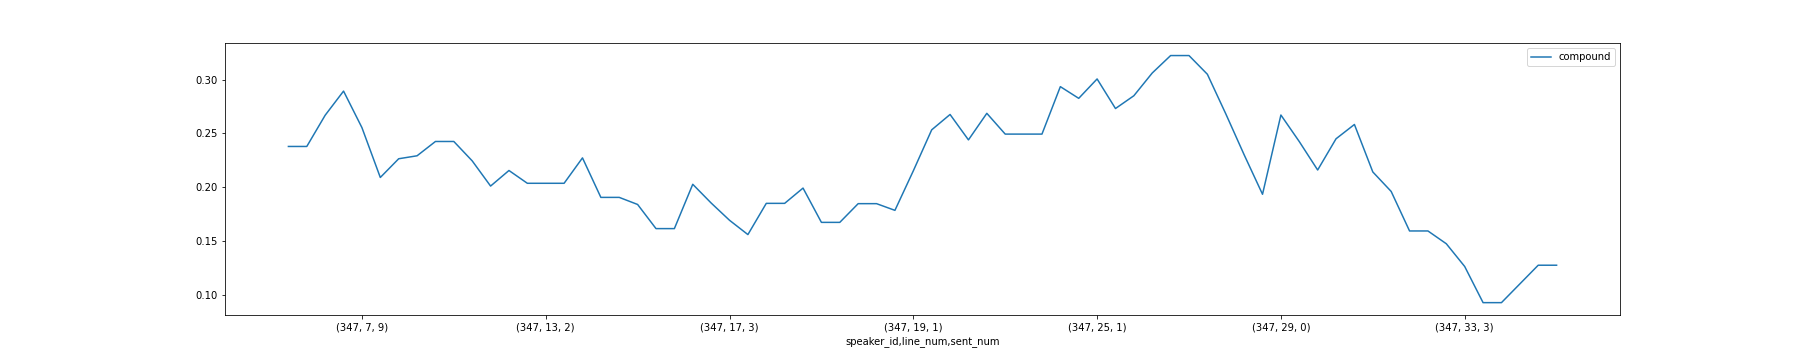 compound
0.30
0.25
0.20
0.15
0.10
(347, 7, 9) (347, 13, 2) (347, 17, 3) (347, 19, 1) (347, 25, 1) (347, 29, 0) (347, 33, 3)
speaker_id,line_num,sent_num